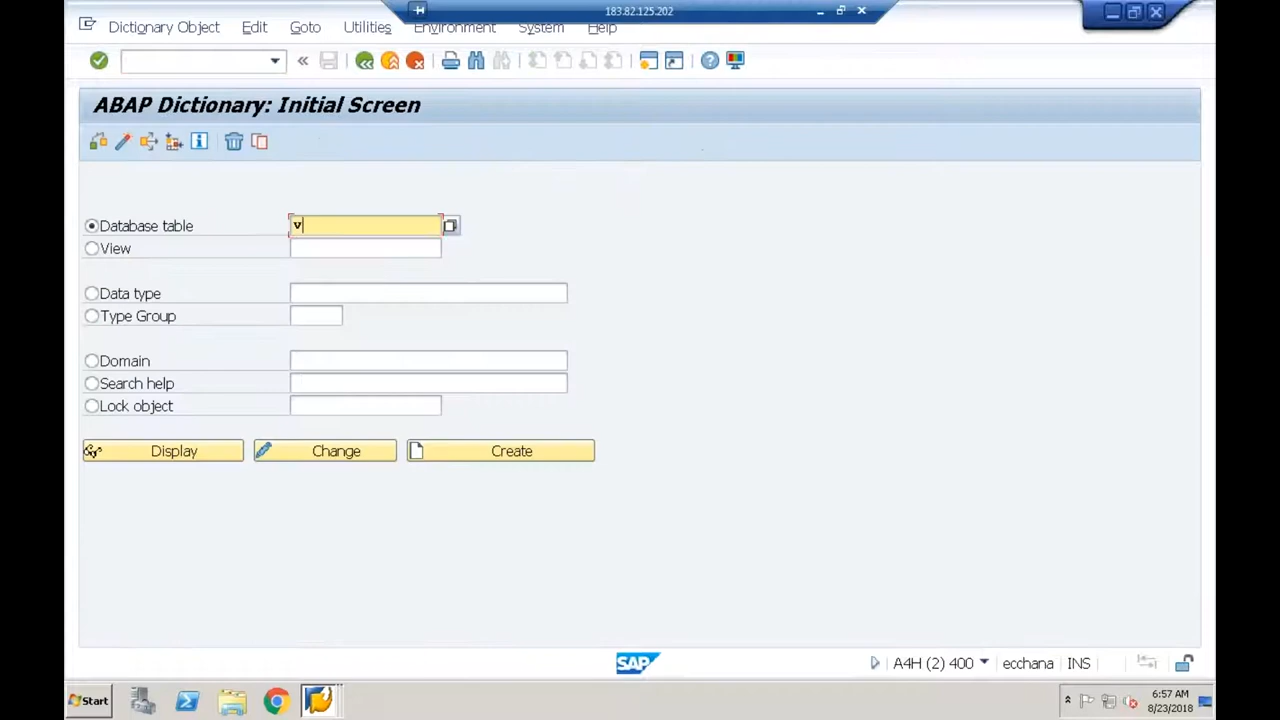 183.82.125.202
Dictionary Object Edit Goto Utilities Environment System Help
ABAP Dictionary: Initial Screen
Database table v
View
Data type
Type Group
Domain
Search help
Lock object
Display Change Create
SAP A4H (2) 400 ecchana INS
Start 6:57 AM
8/23/2018